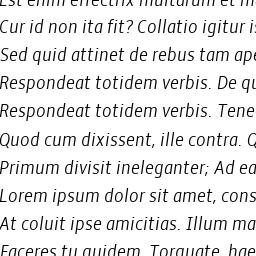 Est enim effectrix multarum et m
Cur id non ita fit? Collatio igitur is
Sed quid attinet de rebus tam ape
Respondeat totidem verbis. De qu
Respondeat totidem verbis. Tene
Quod cum dixissent, ille contra. Q
Primum divisit ineleganter; Ad ea
Lorem ipsum dolor sit amet, cons
At coluit ipse amicitias. Illum ma
Faceres tu quidem, Torquate, hae